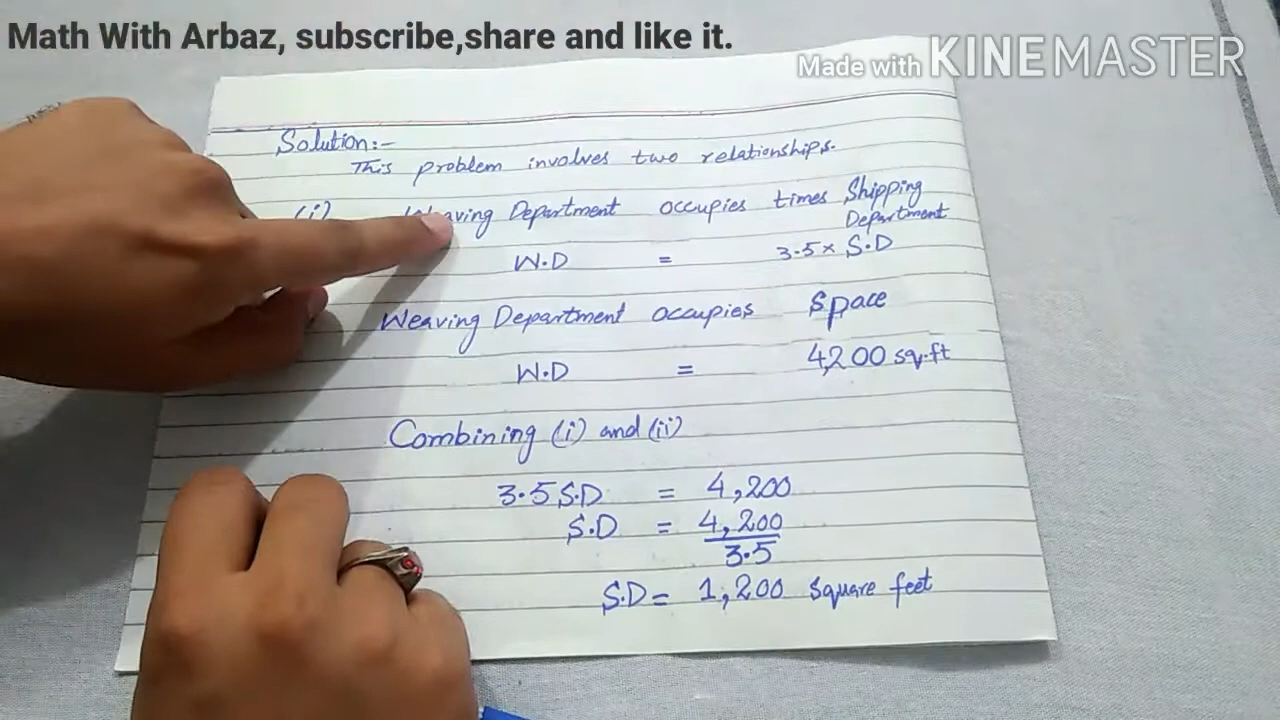 Math With Arbaz, subscribe,share and like it.
Made with KINEMASTER
Solution:-
This problem involves two relationships.
(i) Weaving Department occupies times Shipping Department
W.D = 3.5 × S.D
Weaving Department occupies space
W.D = 4,200 sq.ft
Combining (i) and (ii)
3.5 S.D = 4,200
S.D = 4,200
3.5
S.D = 1,200 square feet